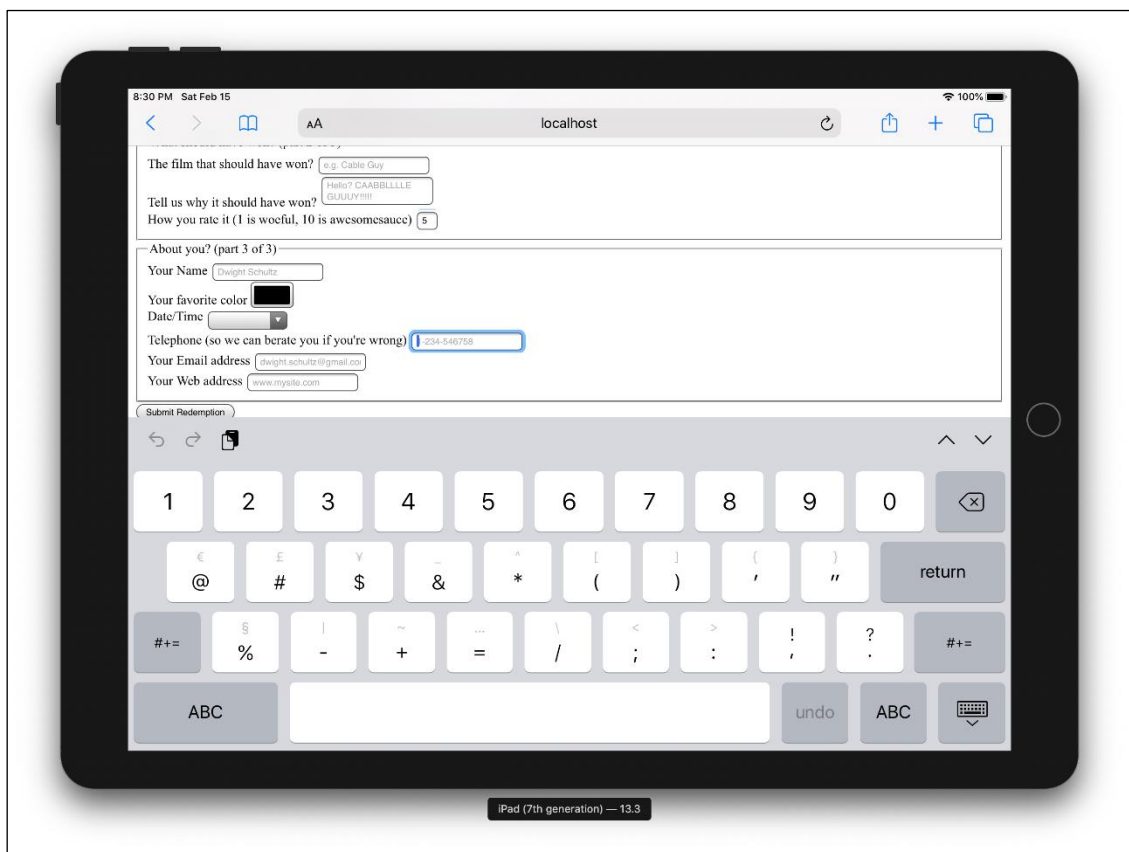 8:30 PM Sat Feb 15
100%
AA
localhost
The film that should have won? e.g. Cable Guy
Hello? CAABBLLLLE
GUUUY!!!!!
Tell us why it should have won?
How you rate it (1 is woeful, 10 is awesomesauce) 5
About you? (part 3 of 3)
Your Name Dwight Schultz
Your favorite color
Date/Time
Telephone (so we can berate you if you're wrong) -234-546758
Your Email address dwight.schultz@gmail.co
Your Web address www.mysite.com
Submit Redemption
1 2 3 4 5 6 7 8 9 0
€ £ ¥ _ ^ [ ] { }
@ # $ & * ( ) ' " return
§ | ~ … \ < > ! ?
#+= % - + = / ; : , . #+=
ABC undo ABC
iPad (7th generation) — 13.3